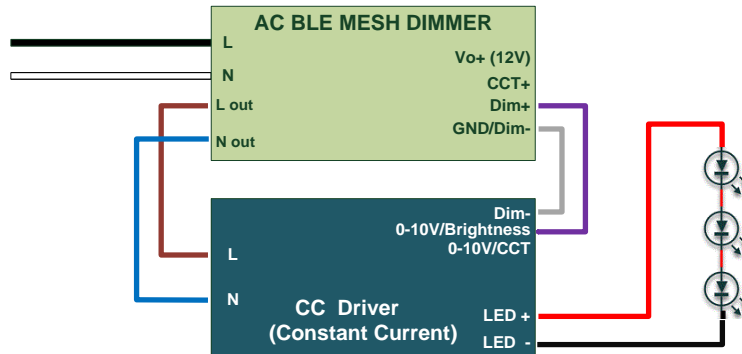 AC BLE MESH DIMMER
L
Vo+ (12V)
N
CCT+
L out
Dim+
GND/Dim-
N out
Dim-
0-10V/Brightness
L
0-10V/CCT
N
CC Driver
(Constant Current)
LED +
LED -